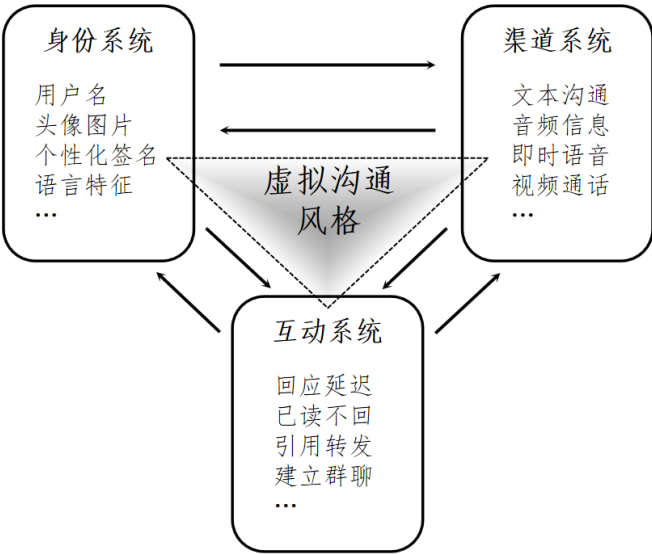 身份系统
用户名
头像图片
个性化签名
语言特征
...
渠道系统
文本沟通
音频信息
即时语音
视频通话
...
虚拟沟通
风格
互动系统
回应延迟
已读不回
引用转发
建立群聊
...